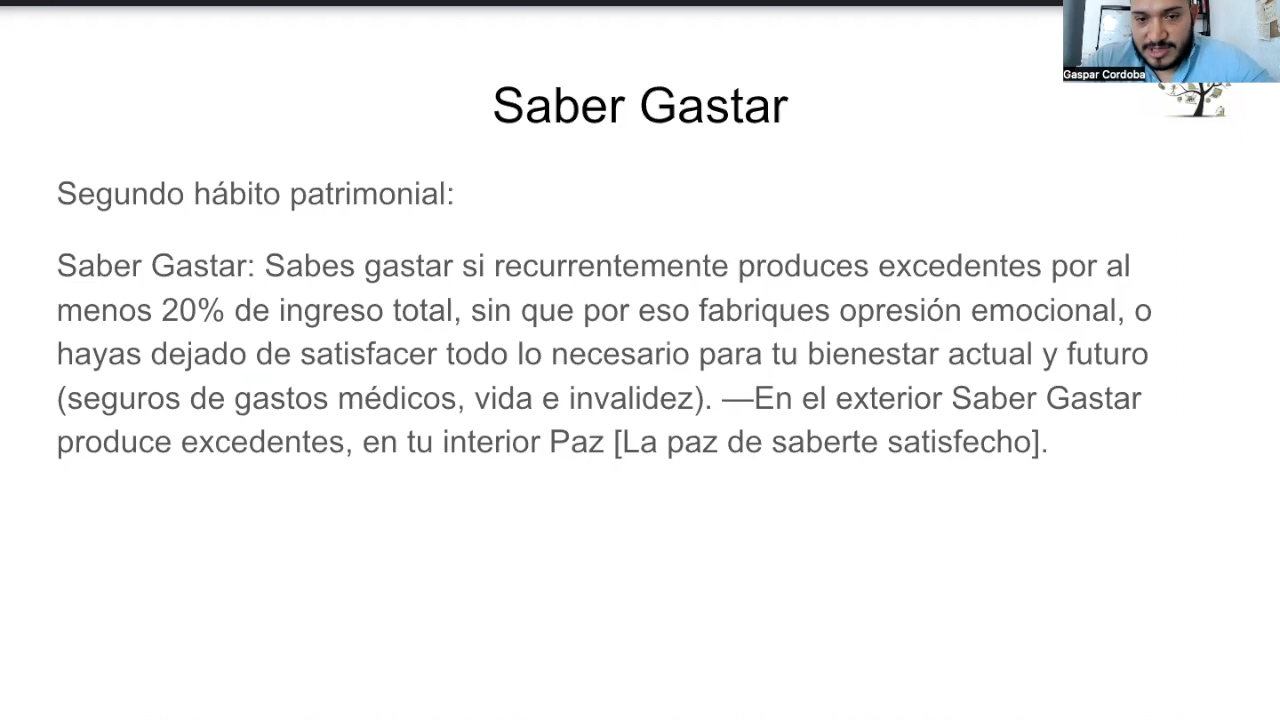 Gaspar Cordoba
Saber Gastar
Segundo hábito patrimonial:
Saber Gastar: Sabes gastar si recurrentemente produces excedentes por al
menos 20% de ingreso total, sin que por eso fabriques opresión emocional, o
hayas dejado de satisfacer todo lo necesario para tu bienestar actual y futuro
(seguros de gastos médicos, vida e invalidez). —En el exterior Saber Gastar
produce excedentes, en tu interior Paz [La paz de saberte satisfecho].